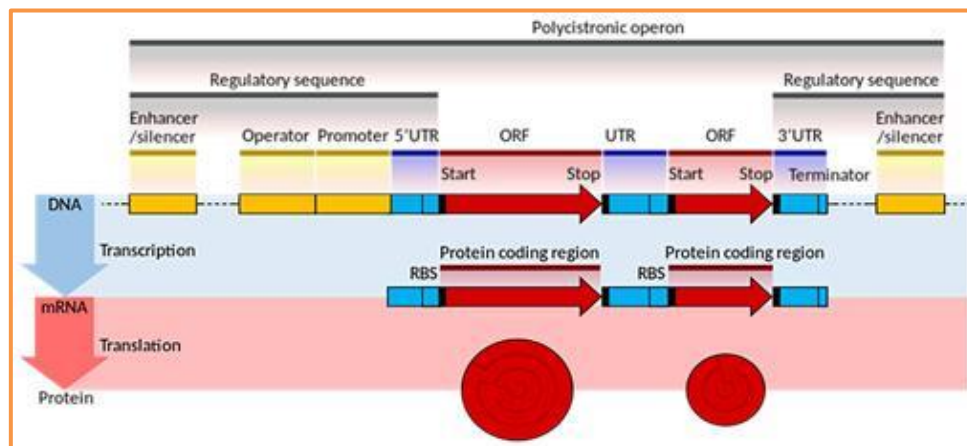 Polycistronic operon
Regulatory sequence
Regulatory sequence
Enhancer
/silencer
Operator
Promoter
5'UTR
ORF
UTR
ORF
3'UTR
Enhancer
/silencer
Start
Stop
Start
Stop
Terminator
DNA
Transcription
Protein coding region
Protein coding region
RBS
RBS
mRNA
Translation
Protein